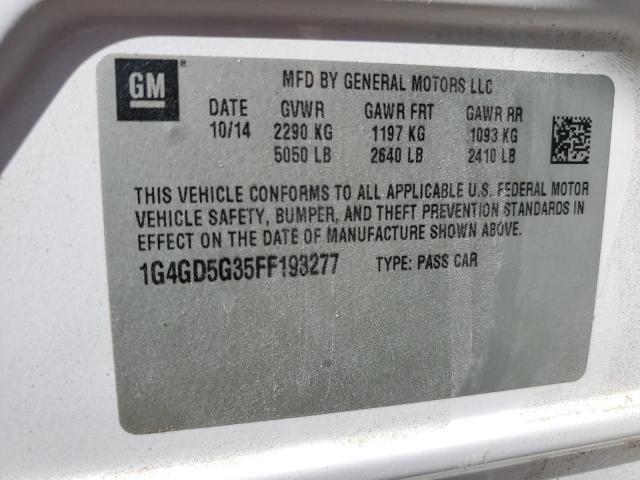 GM ®
MFD BY GENERAL MOTORS LLC
DATE GVWR GAWR FRT GAWR RR
10/14 2290 KG 1197 KG 1093 KG
5050 LB 2640 LB 2410 LB
THIS VEHICLE CONFORMS TO ALL APPLICABLE U.S. FEDERAL MOTOR
VEHICLE SAFETY, BUMPER, AND THEFT PREVENTION STANDARDS IN
EFFECT ON THE DATE OF MANUFACTURE SHOWN ABOVE.
1G4GD5G35FF193277 TYPE: PASS CAR